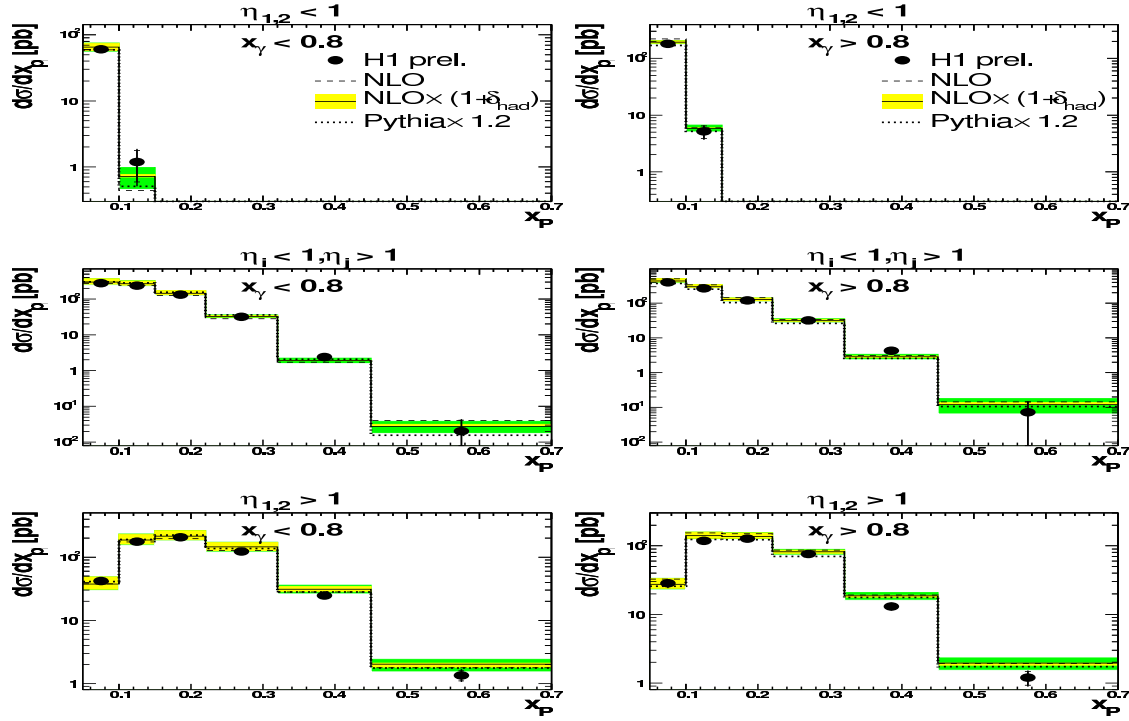 η1,2 < 1
xγ < 0.8
dσ/dxp [pb]
10²
10
1
H1 prel.
NLO
NLO× (1+δhad)
Pythia× 1.2
0.1 0.2 0.3 0.4 0.5 0.6 0.7
xP
η1,2 < 1
xγ > 0.8
dσ/dxp [pb]
10²
10
1
H1 prel.
NLO
NLO× (1+δhad)
Pythia× 1.2
0.1 0.2 0.3 0.4 0.5 0.6 0.7
xP
ηi < 1,ηj > 1
xγ < 0.8
dσ/dxp [pb]
10²
10
1
10⁻¹
10⁻²
0.1 0.2 0.3 0.4 0.5 0.6 0.7
xP
ηi < 1,ηj > 1
xγ > 0.8
dσ/dxp [pb]
10²
10
1
10⁻¹
10⁻²
0.1 0.2 0.3 0.4 0.5 0.6 0.7
xP
η1,2 > 1
xγ < 0.8
dσ/dxp [pb]
10²
10
1
0.1 0.2 0.3 0.4 0.5 0.6 0.7
xP
η1,2 > 1
xγ > 0.8
dσ/dxp [pb]
10²
10
1
0.1 0.2 0.3 0.4 0.5 0.6 0.7
xP